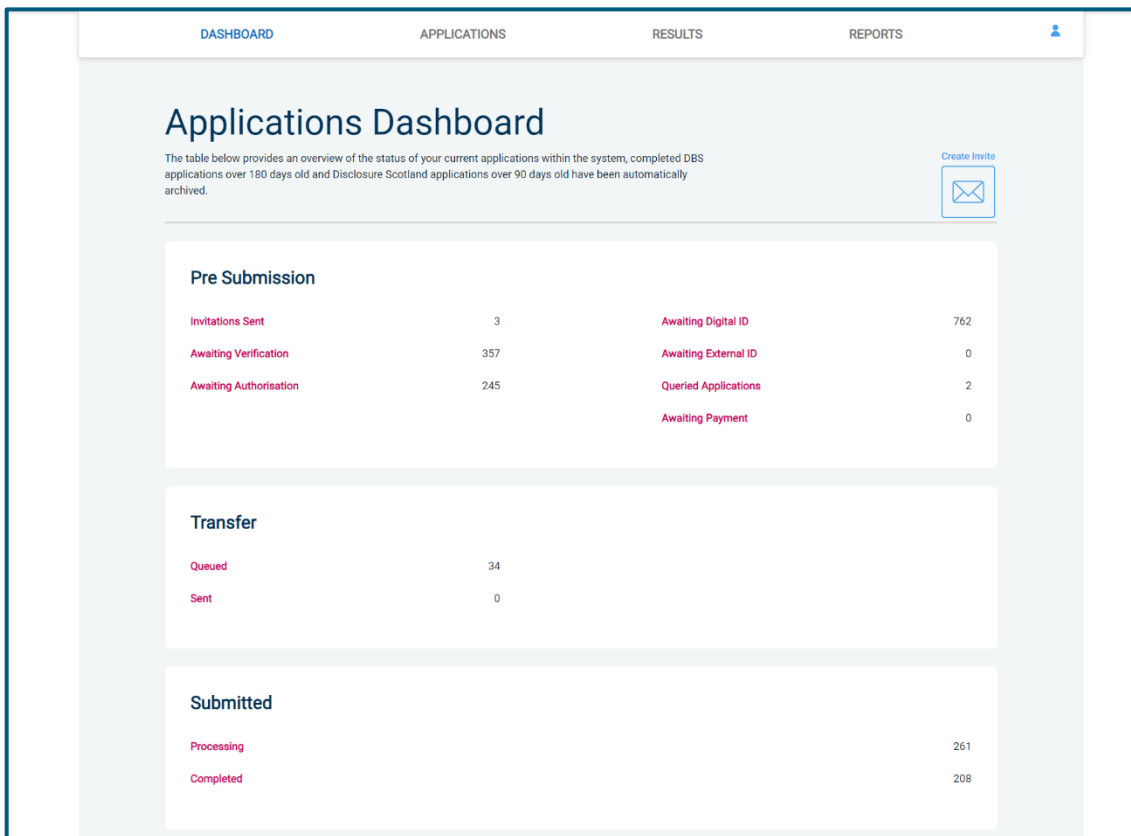 DASHBOARD APPLICATIONS RESULTS REPORTS
Applications Dashboard
The table below provides an overview of the status of your current applications within the system, completed DBS
applications over 180 days old and Disclosure Scotland applications over 90 days old have been automatically
archived.
Create Invite
Pre Submission
Invitations Sent 3 Awaiting Digital ID 762
Awaiting Verification 357 Awaiting External ID 0
Awaiting Authorisation 245 Queried Applications 2
Awaiting Payment 0
Transfer
Queued 34
Sent 0
Submitted
Processing 261
Completed 208